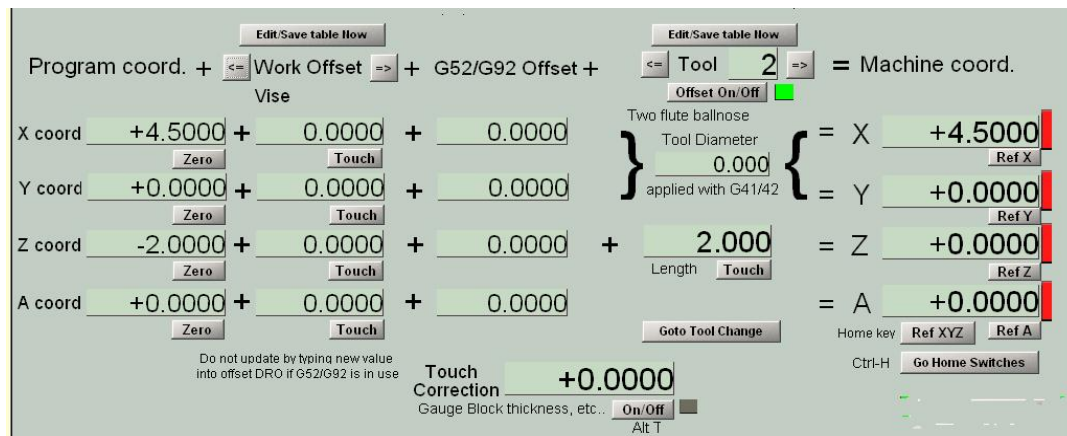 Edit/Save table Now Edit/Save table Now
Program coord. + <= Work Offset => + G52/G92 Offset + <= Tool 2 => = Machine coord.
Vise Offset On/Off
Two flute ballnose
X coord +4.5000 + 0.0000 + 0.0000 Tool Diameter = X +4.5000
Zero Touch 0.000 Ref X
Y coord +0.0000 + 0.0000 + 0.0000 applied with G41/42 = Y +0.0000
Zero Touch Ref Y
Z coord -2.0000 + 0.0000 + 0.0000 + 2.000 = Z +0.0000
Zero Touch Length Touch Ref Z
A coord +0.0000 + 0.0000 + 0.0000 = A +0.0000
Zero Touch Goto Tool Change Home key Ref XYZ Ref A
Do not update by typing new value
into offset DRO if G52/G92 is in use
Touch
Correction +0.0000 Ctrl-H Go Home Switches
Gauge Block thickness, etc.. On/Off
Alt T